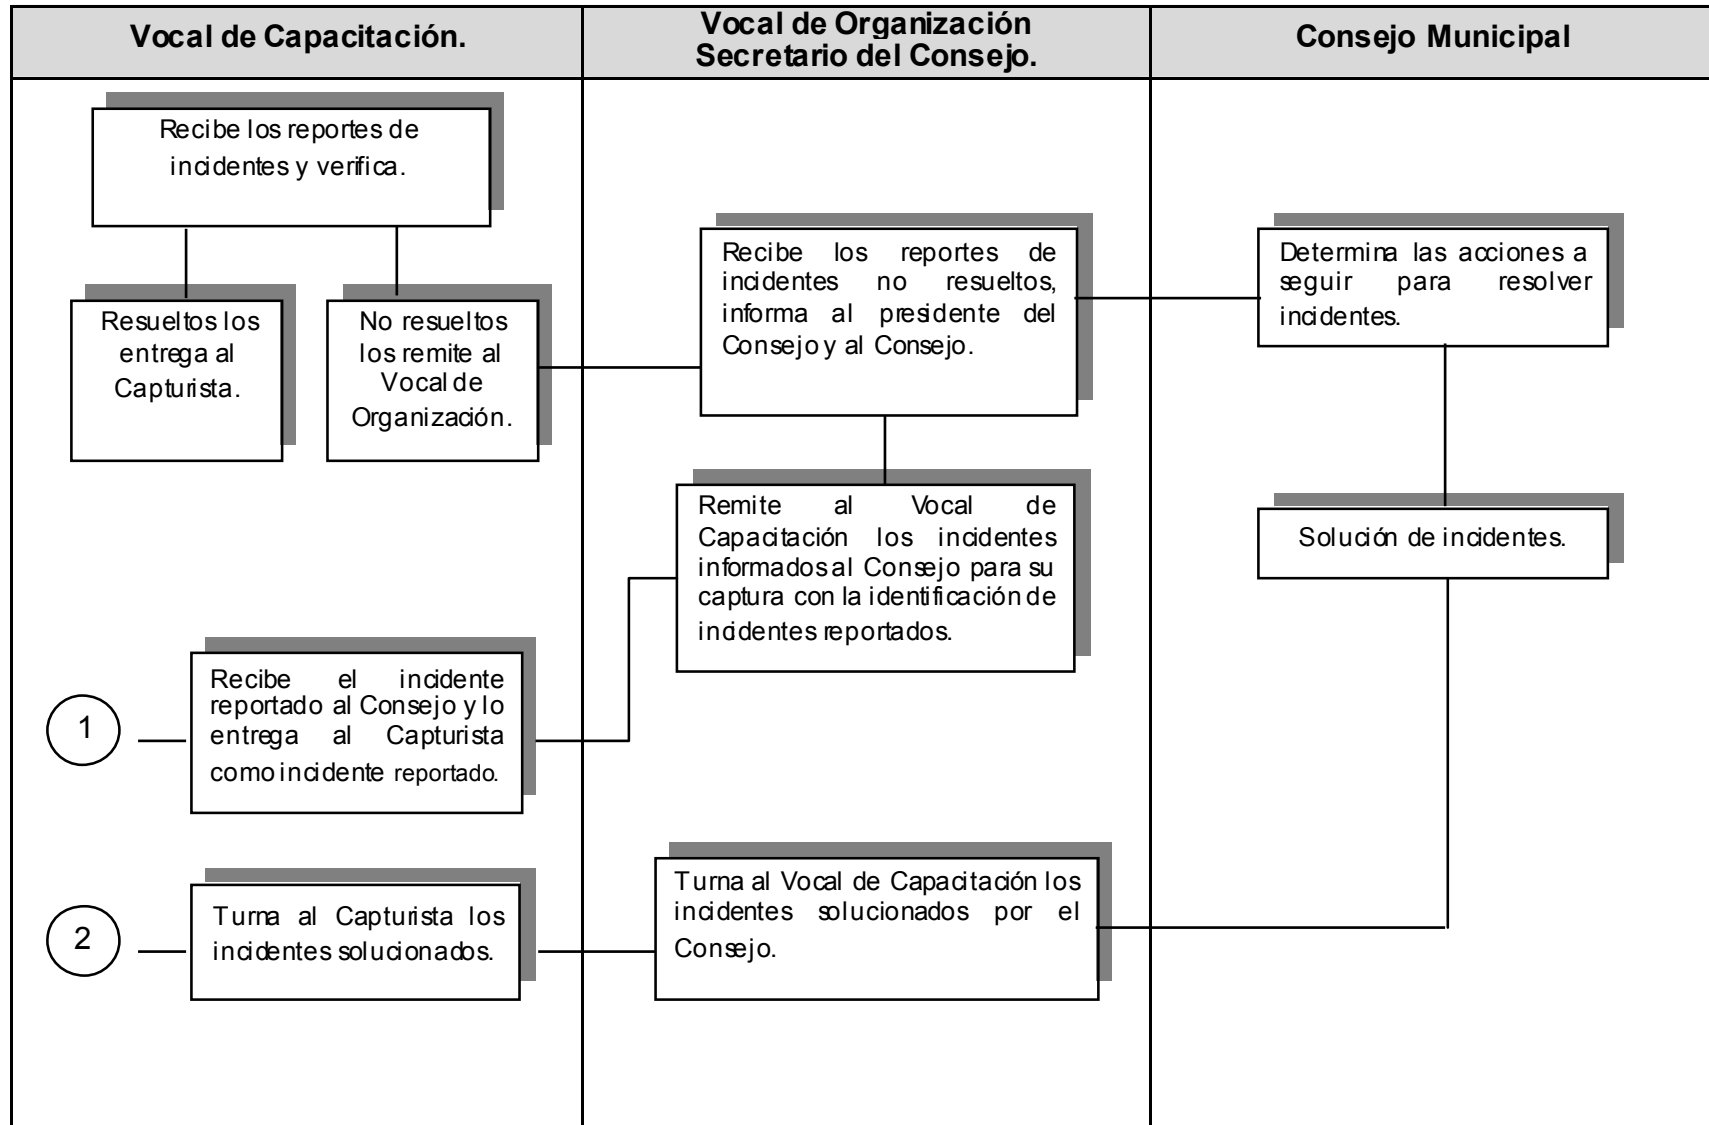 Vocal de Capacitación.
Vocal de Organización
Secretario del Consejo.
Consejo Municipal
Recibe los reportes de
incidentes y verifica.
Resueltos los
entrega al
Capturista.
No resueltos
los remite al
Vocal de
Organización.
Recibe los reportes de
incidentes no resueltos,
informa al presidente del
Consejo y al Consejo.
Determina las acciones a
seguir para resolver
incidentes.
Remite al Vocal de
Capacitación los incidentes
informados al Consejo para su
captura con la identificación de
incidentes reportados.
Solución de incidentes.
1
Recibe el incidente
reportado al Consejo y lo
entrega al Capturista
como incidente reportado.
2
Turna al Capturista los
incidentes solucionados.
Turna al Vocal de Capacitación los
incidentes solucionados por el
Consejo.